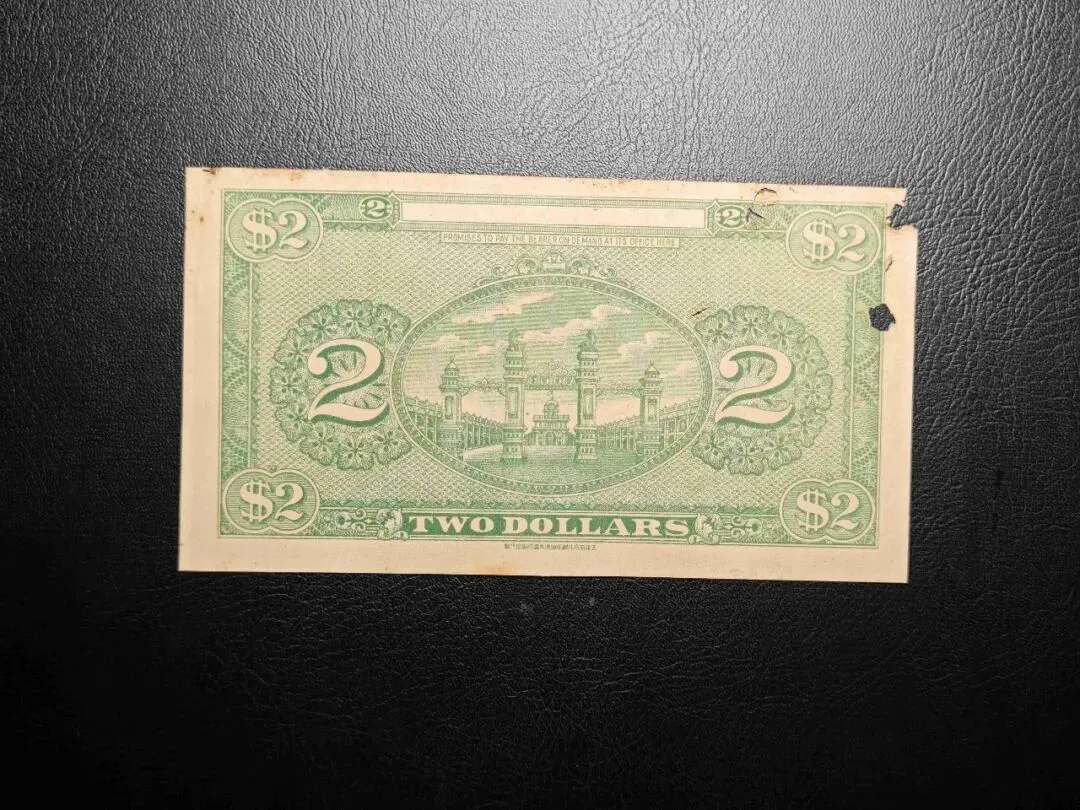 2 2
$2 $2
PROMISES TO PAY THE BEARER ON DEMAND AT ITS OFFICE HERE
2 2
$2 $2
TWO DOLLARS